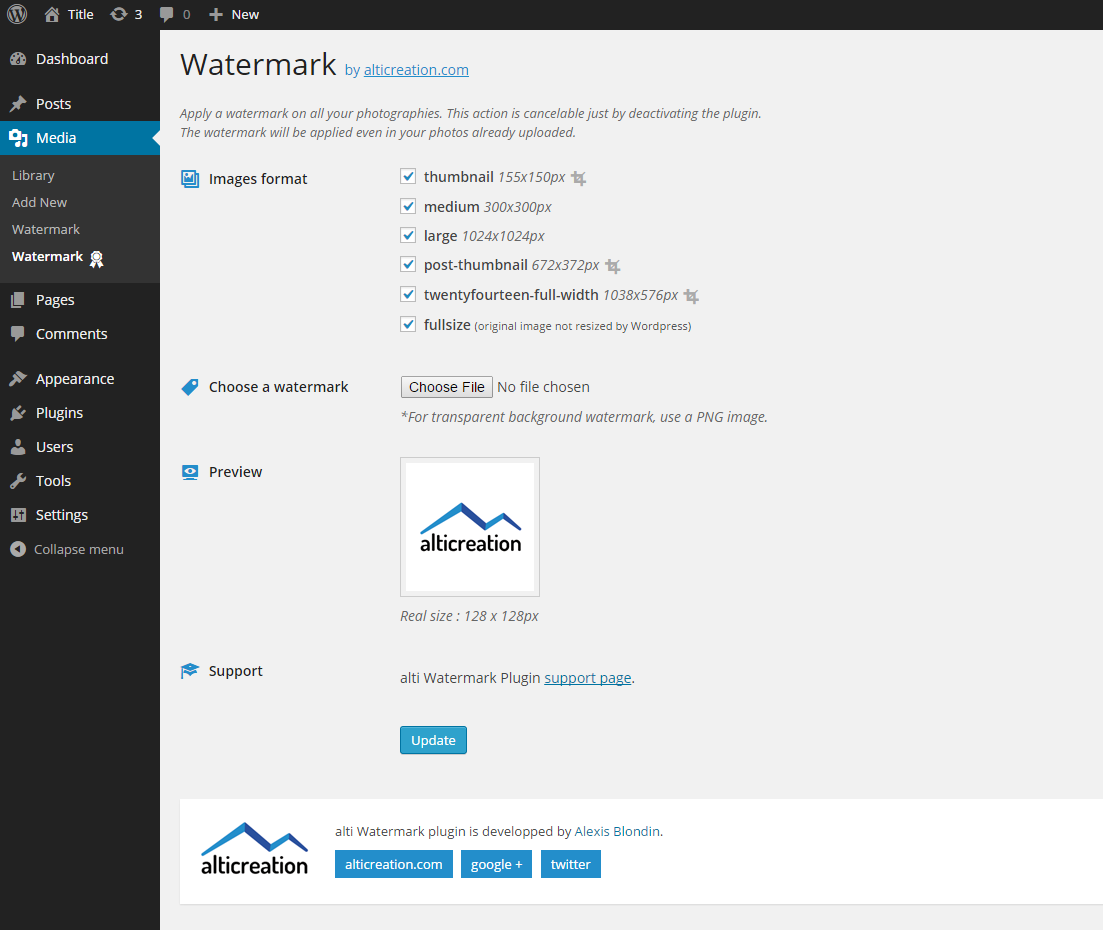 Title 3 0 New
Dashboard
Posts
Media
Library
Add New
Watermark
Watermark
Pages
Comments
Appearance
Plugins
Users
Tools
Settings
Collapse menu
Watermark by alticreation.com
Apply a watermark on all your photographies. This action is cancelable just by deactivating the plugin.
The watermark will be applied even in your photos already uploaded.
Images format
thumbnail 155x150px
medium 300x300px
large 1024x1024px
post-thumbnail 672x372px
twentyfourteen-full-width 1038x576px
fullsize (original image not resized by Wordpress)
Choose a watermark
Choose File No file chosen
*For transparent background watermark, use a PNG image.
Preview
alticreation
Real size : 128 x 128px
Support
alti Watermark Plugin support page.
Update
alticreation
alti Watermark plugin is developped by Alexis Blondin.
alticreation.com google + twitter